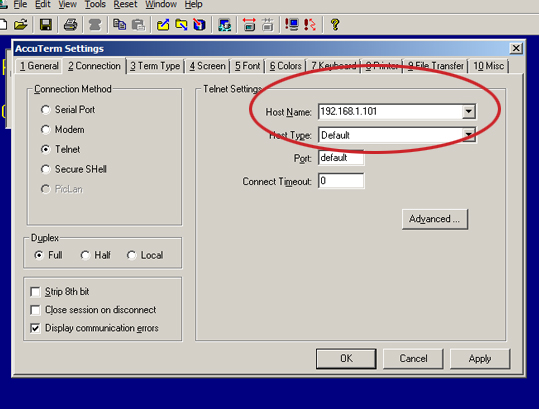 File Edit View Tools Reset Window Help
AccuTerm Settings
1 General 2 Connection 3 Term Type 4 Screen 5 Font 6 Colors 7 Keyboard 8 Printer 9 File Transfer 10 Misc
Connection Method
Serial Port
Modem
Telnet
Secure SHell
PicLan
Duplex
Full Half Local
Strip 8th bit
Close session on disconnect
Display communication errors
Telnet Settings
Host Name: 192.168.1.101
Host Type: Default
Port: default
Connect Timeout: 0
Advanced ...
OK Cancel Apply